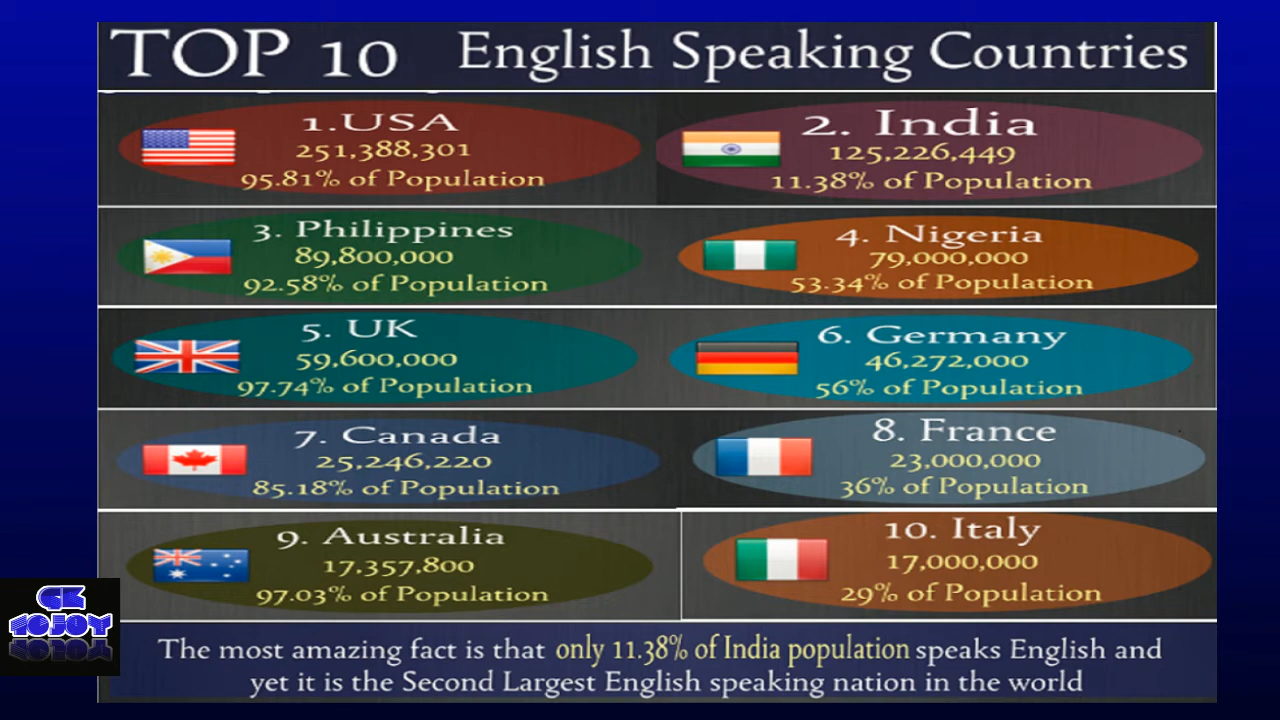 TOP 10 English Speaking Countries
1.USA
251,388,301
95.81% of Population
2. India
125,226,449
11.38% of Population
3. Philippines
89,800,000
92.58% of Population
4. Nigeria
79,000,000
53.34% of Population
5. UK
59,600,000
97.74% of Population
6. Germany
46,272,000
56% of Population
7. Canada
25,246,220
85.18% of Population
8. France
23,000,000
36% of Population
9. Australia
17,357,800
97.03% of Population
10. Italy
17,000,000
29% of Population
The most amazing fact is that only 11.38% of India population speaks English and
yet it is the Second Largest English speaking nation in the world